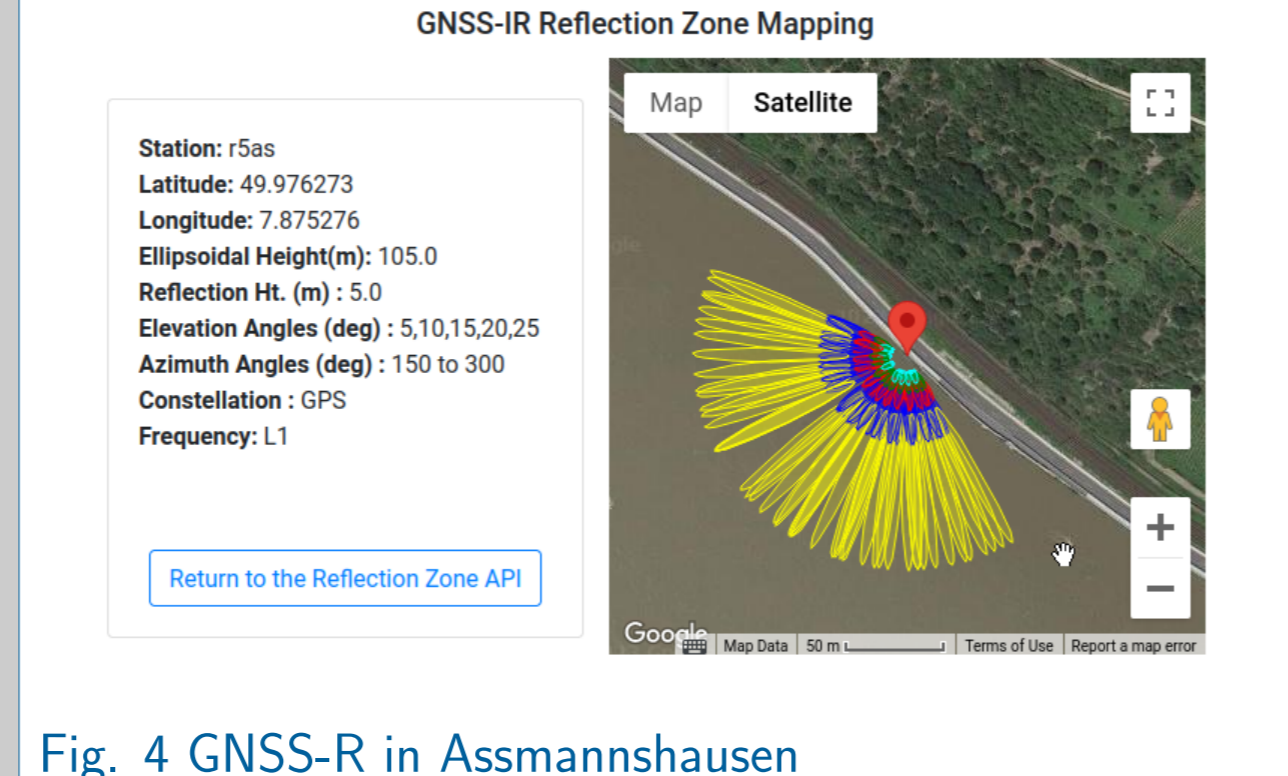 GNSS-IR Reflection Zone Mapping
Station: r5as
Latitude: 49.976273
Longitude: 7.875276
Ellipsoidal Height(m): 105.0
Reflection Ht. (m) : 5.0
Elevation Angles (deg) : 5,10,15,20,25
Azimuth Angles (deg) : 150 to 300
Constellation : GPS
Frequency: L1
Return to the Reflection Zone API
Map Satellite
Google
Map Data 50 m Terms of Use Report a map error
Fig. 4 GNSS-R in Assmannshausen